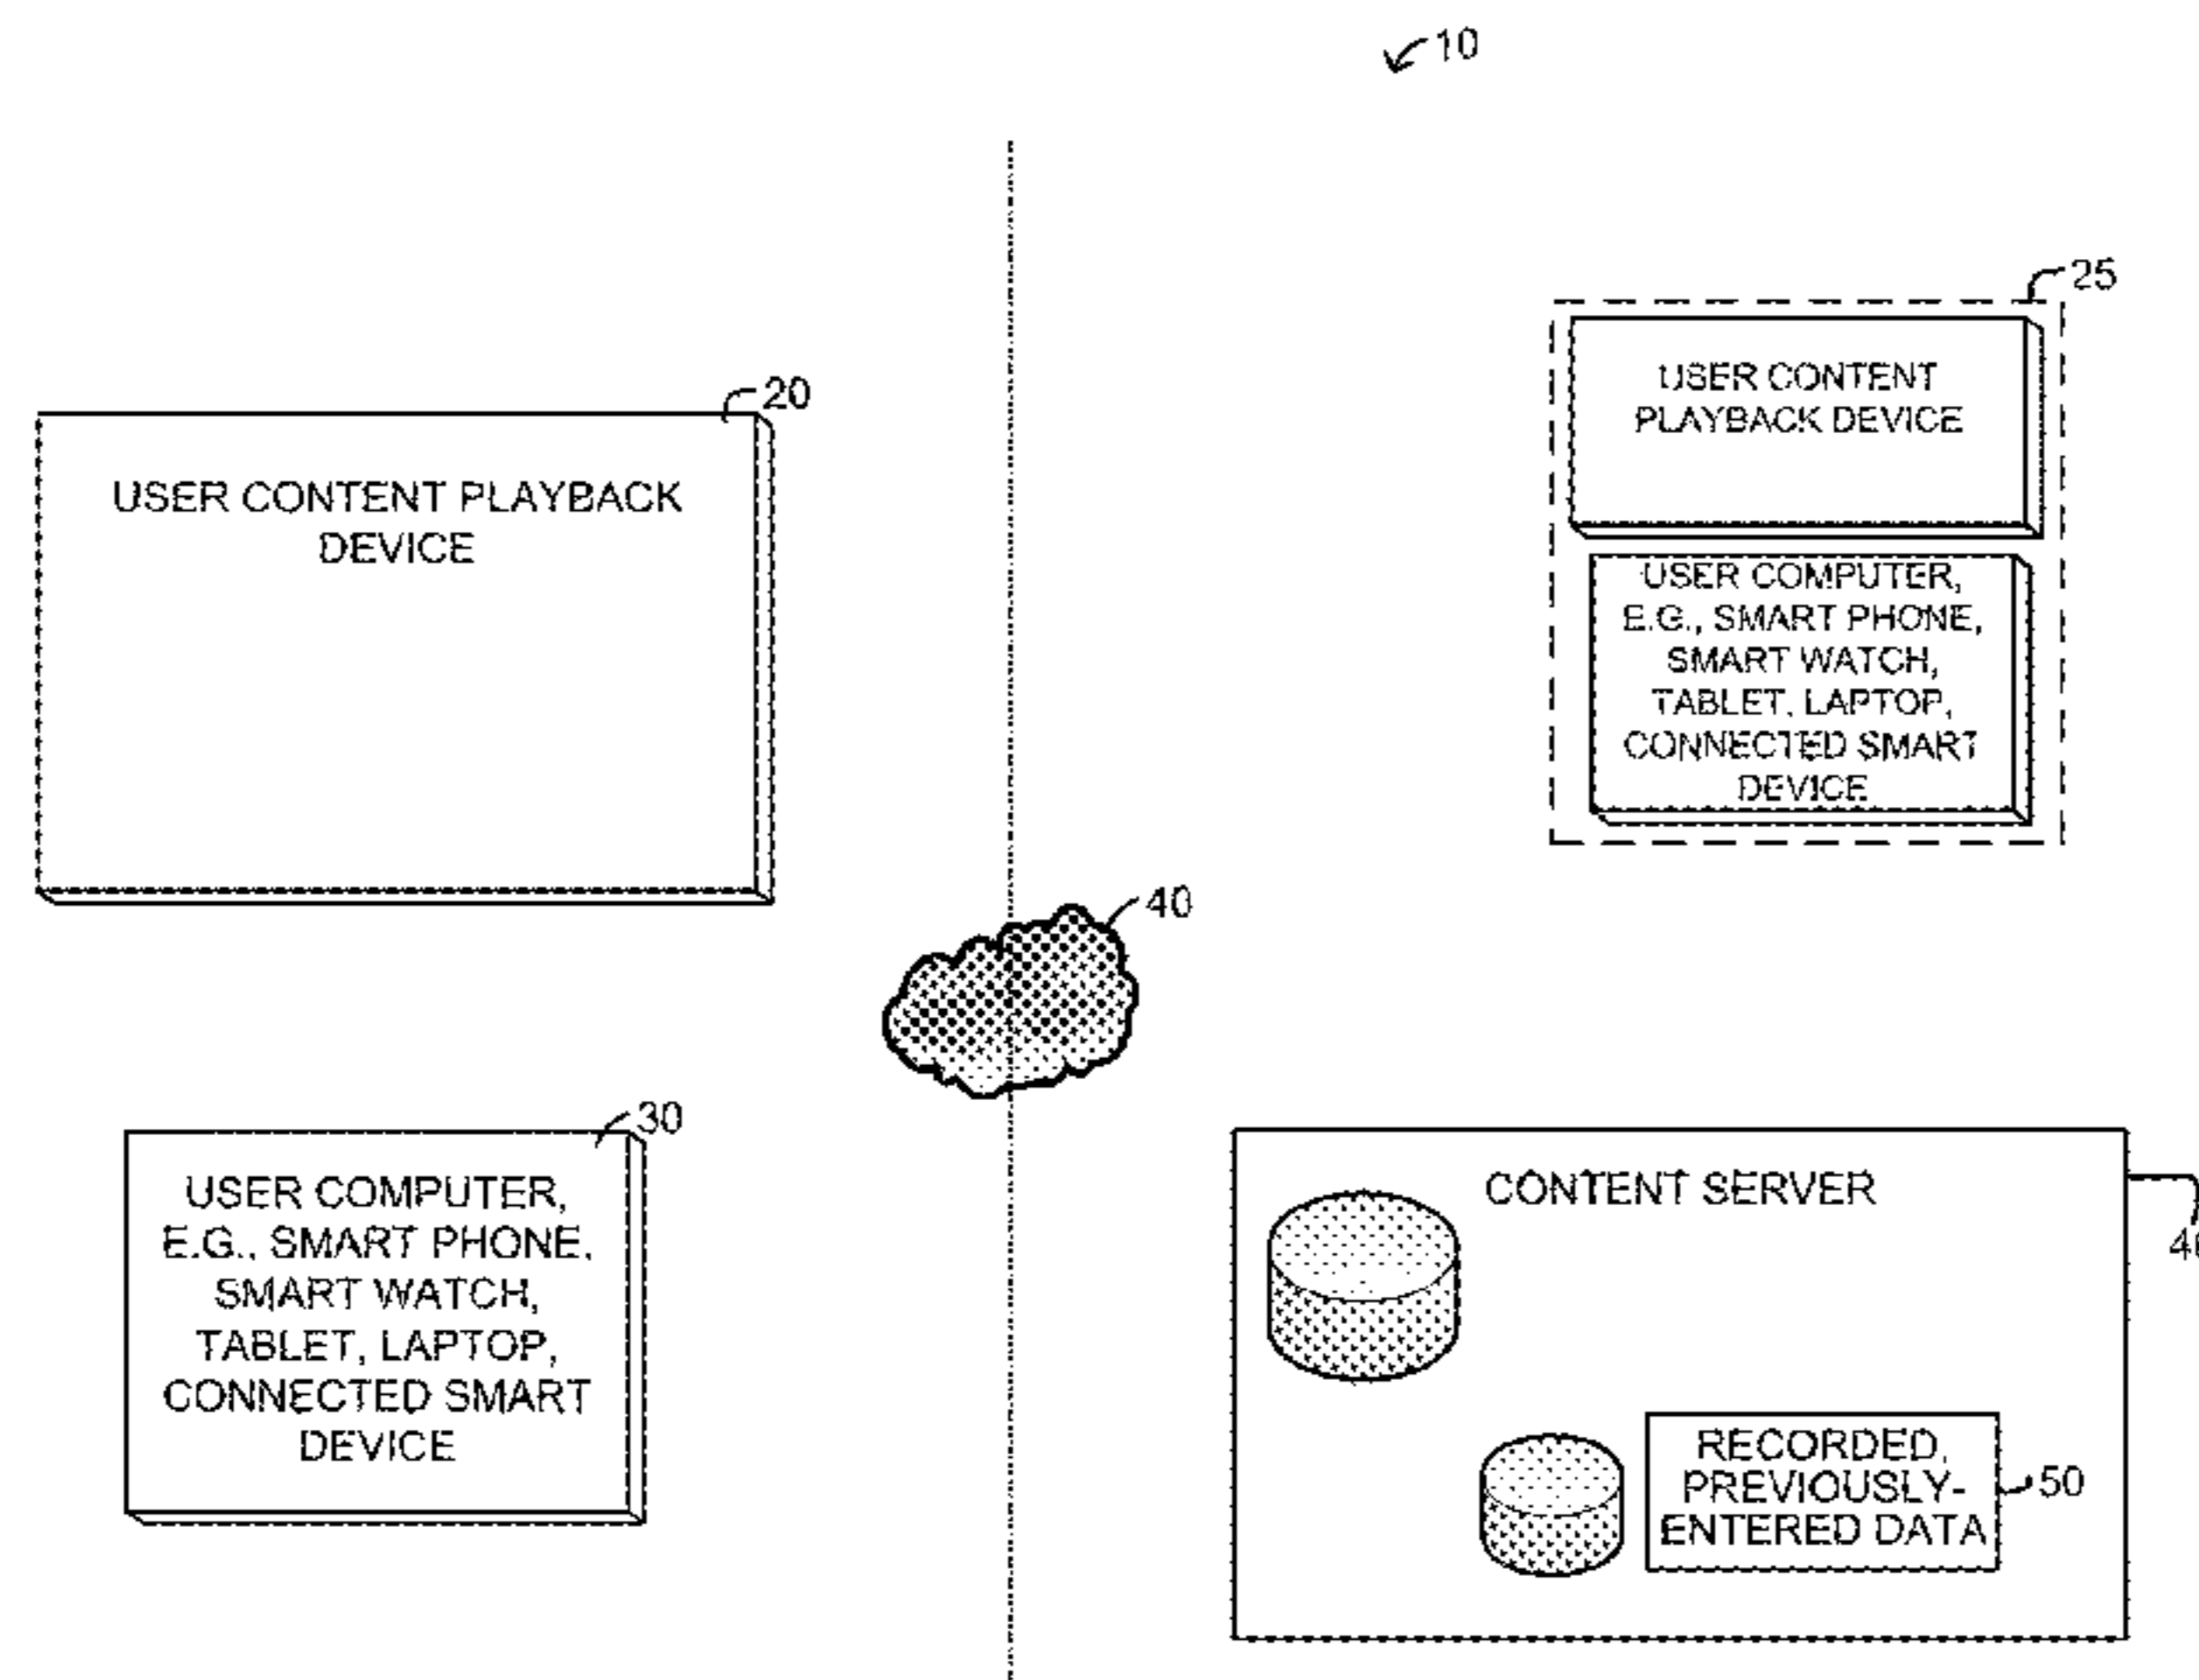 10
20
USER CONTENT PLAYBACK
DEVICE
25
USER CONTENT
PLAYBACK DEVICE
USER COMPUTER,
E.G., SMART PHONE,
SMART WATCH,
TABLET, LAPTOP,
CONNECTED SMART
DEVICE
40
30
USER COMPUTER,
E.G., SMART PHONE,
SMART WATCH,
TABLET, LAPTOP,
CONNECTED SMART
DEVICE
CONTENT SERVER
RECORDED,
PREVIOUSLY-
ENTERED DATA
50